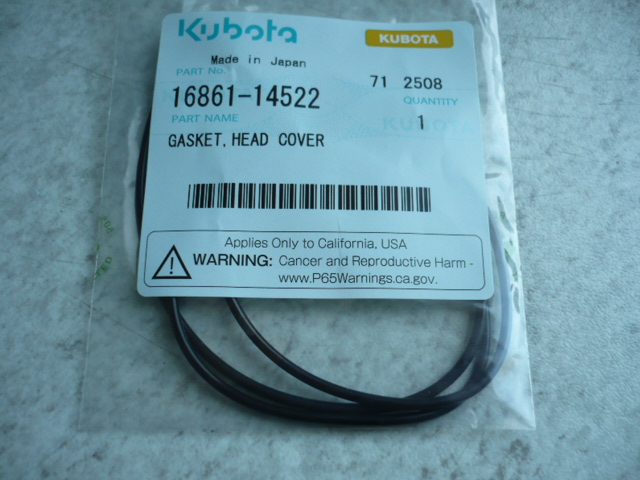 Kubota KUBOTA
Made in Japan
PART No. 71 2508
16861-14522 QUANTITY
PART NAME KUBOTA 1
GASKET, HEAD COVER
Applies Only to California, USA
WARNING: Cancer and Reproductive Harm -
www.P65Warnings.ca.gov.